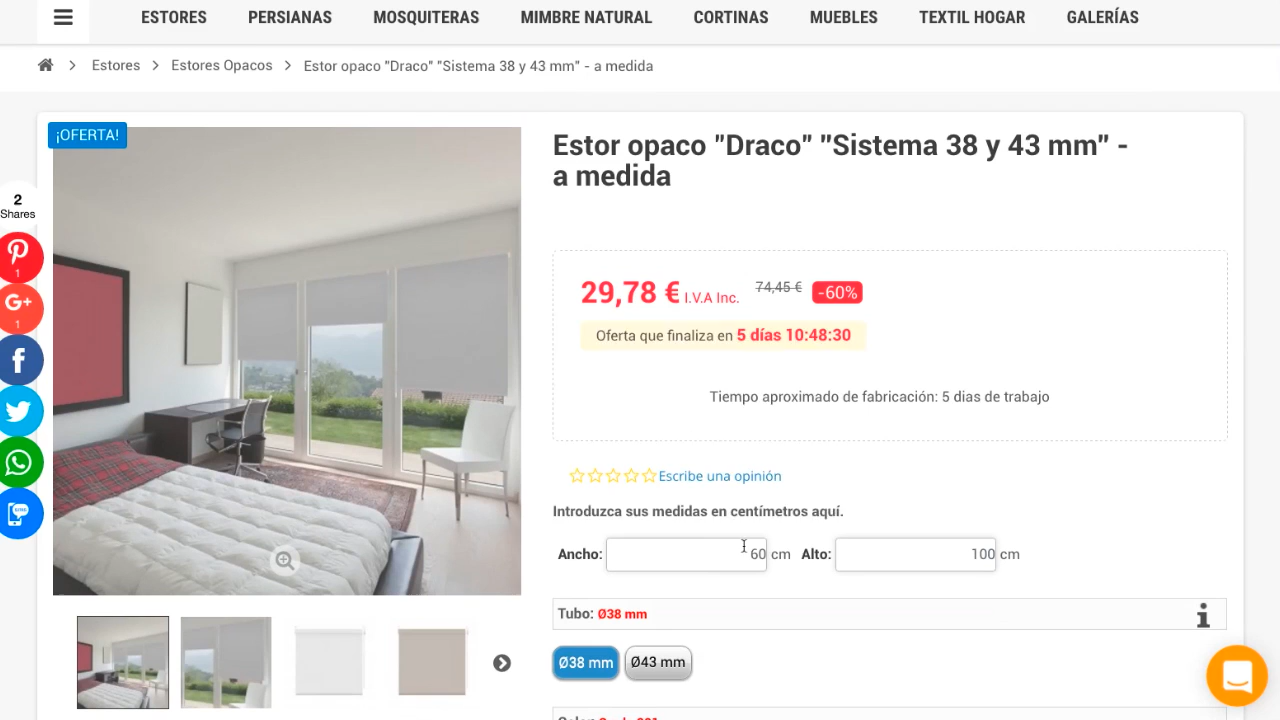 ESTORES PERSIANAS MOSQUITERAS MIMBRE NATURAL CORTINAS MUEBLES TEXTIL HOGAR GALERÍAS
Estores Estores Opacos Estor opaco "Draco" "Sistema 38 y 43 mm" - a medida
¡OFERTA!
2
Shares
1
1
Estor opaco "Draco" "Sistema 38 y 43 mm" -
a medida
29,78 € I.V.A Inc. 74,45 € -60%
Oferta que finaliza en 5 días 10:48:30
Tiempo aproximado de fabricación: 5 dias de trabajo
Escribe una opinión
Introduzca sus medidas en centímetros aquí.
Ancho: 60 cm Alto: 100 cm
Tubo: Ø38 mm
Ø38 mm Ø43 mm